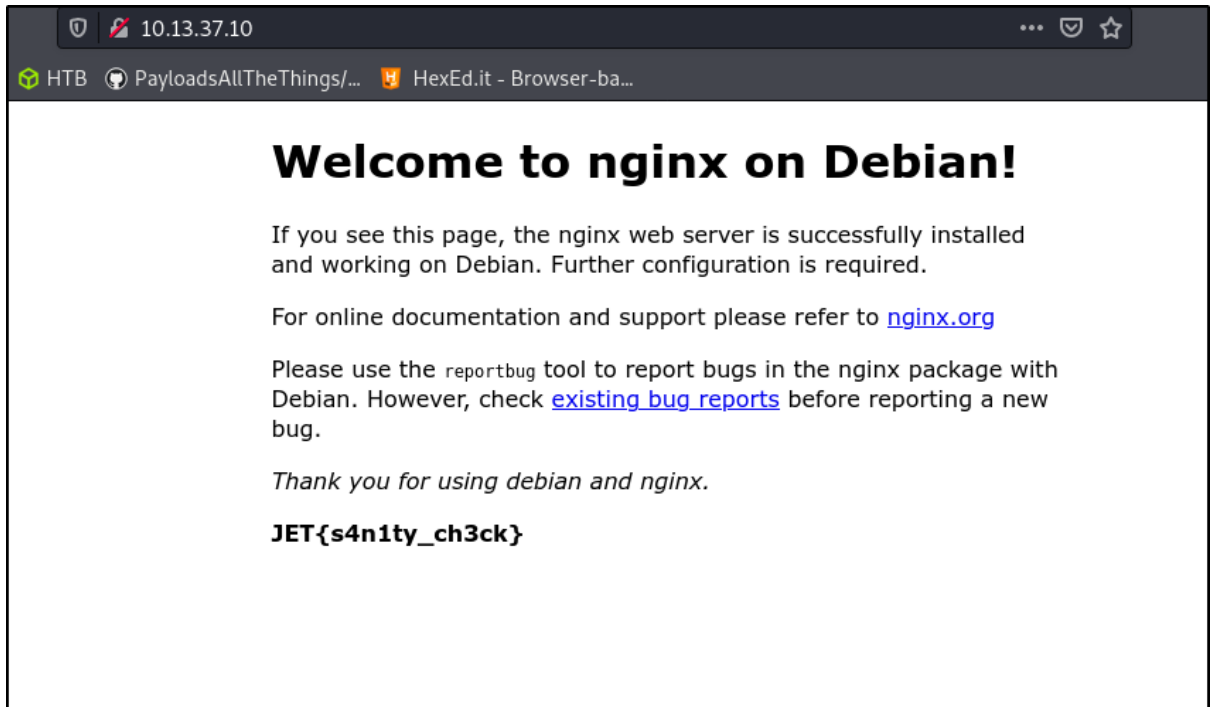 10.13.37.10
HTB PayloadsAllTheThings/... HexEd.it - Browser-ba...
Welcome to nginx on Debian!
If you see this page, the nginx web server is successfully installed
and working on Debian. Further configuration is required.
For online documentation and support please refer to nginx.org
Please use the reportbug tool to report bugs in the nginx package with
Debian. However, check existing bug reports before reporting a new
bug.
Thank you for using debian and nginx.
JET{s4n1ty_ch3ck}